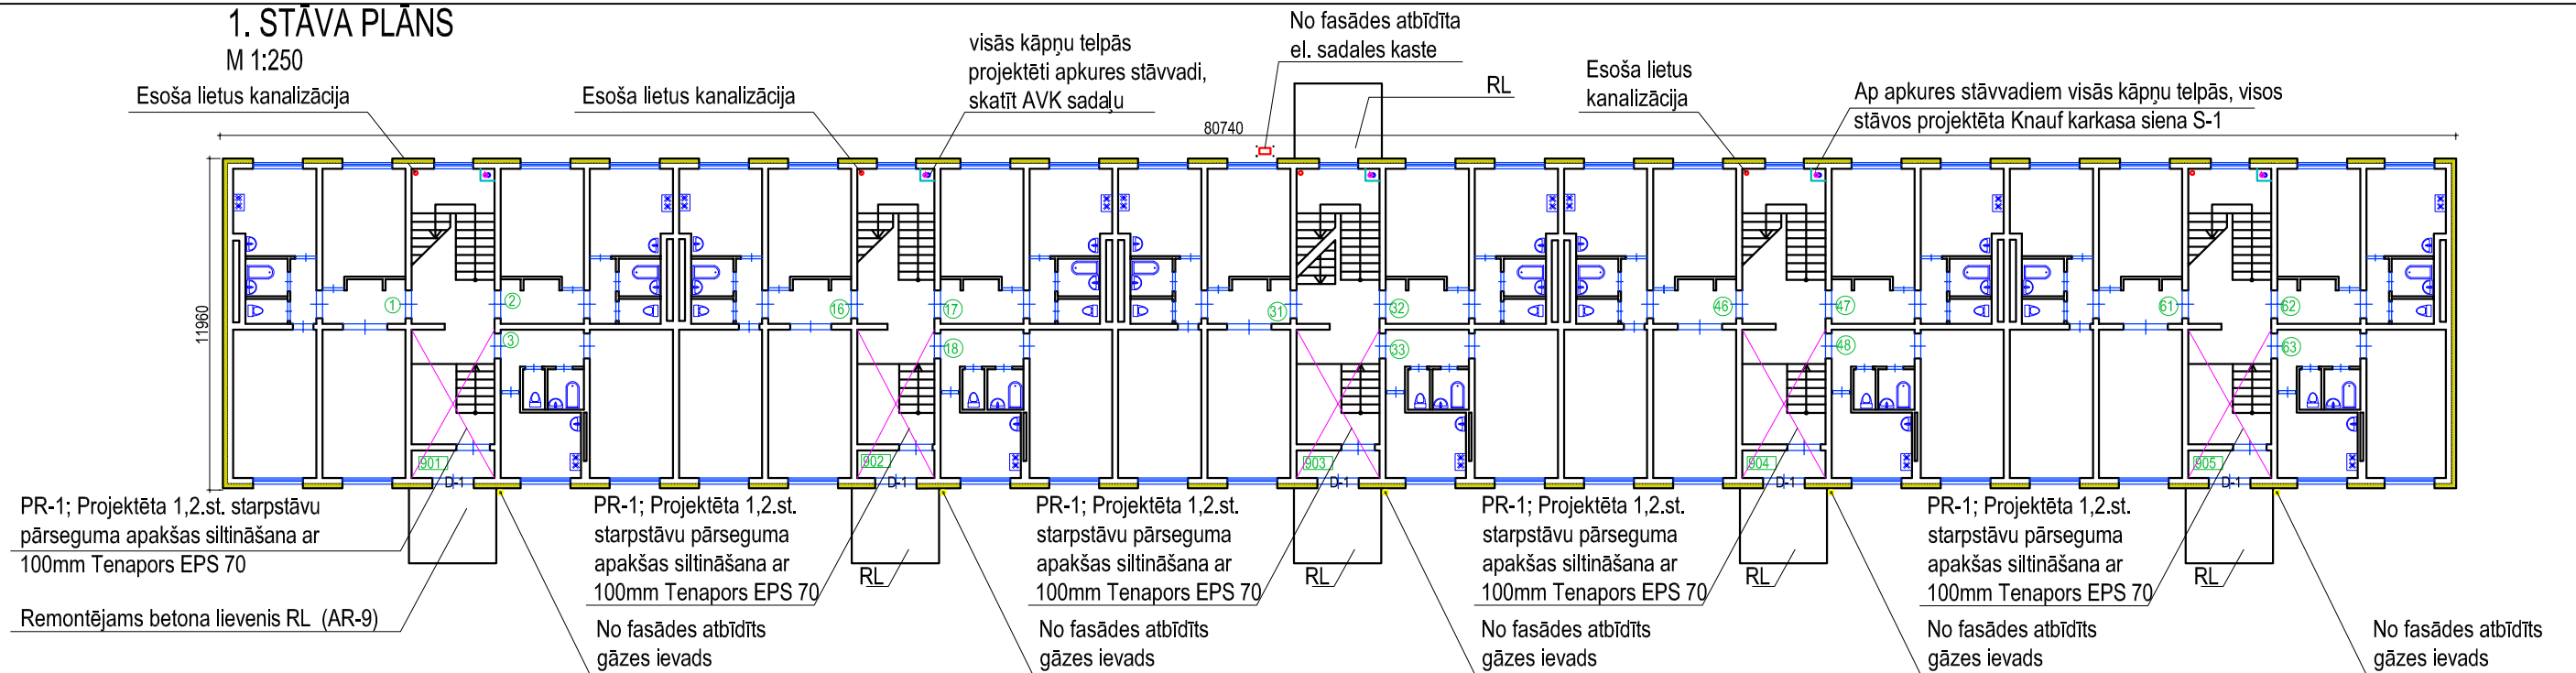 1. STĀVA PLĀNS
M 1:250
Esoša lietus kanalizācija
Esoša lietus kanalizācija
visās kāpņu telpās
projektēti apkures stāvvadi,
skatīt AVK sadaļu
No fasādes atbīdīta
el. sadales kaste
RL
Esoša lietus
kanalizācija
Ap apkures stāvvadiem visās kāpņu telpās, visos
stāvos projektēta Knauf karkasa siena S-1
80740
11960
1
2
3
16
17
18
31
32
33
46
47
48
61
62
63
901
902
903
904
905
D-1
D-1
D-1
D-1
D-1
PR-1; Projektēta 1,2.st. starpstāvu
pārseguma apakšas siltināšana ar
100mm Tenapors EPS 70
Remontējams betona lievenis RL (AR-9)
PR-1; Projektēta 1,2.st.
starpstāvu pārseguma
apakšas siltināšana ar
100mm Tenapors EPS 70
RL
No fasādes atbīdīts
gāzes ievads
PR-1; Projektēta 1,2.st.
starpstāvu pārseguma
apakšas siltināšana ar
100mm Tenapors EPS 70
RL
No fasādes atbīdīts
gāzes ievads
PR-1; Projektēta 1,2.st.
starpstāvu pārseguma
apakšas siltināšana ar
100mm Tenapors EPS 70
RL
No fasādes atbīdīts
gāzes ievads
PR-1; Projektēta 1,2.st.
starpstāvu pārseguma
apakšas siltināšana ar
100mm Tenapors EPS 70
RL
No fasādes atbīdīts
gāzes ievads
No fasādes atbīdīts
gāzes ievads